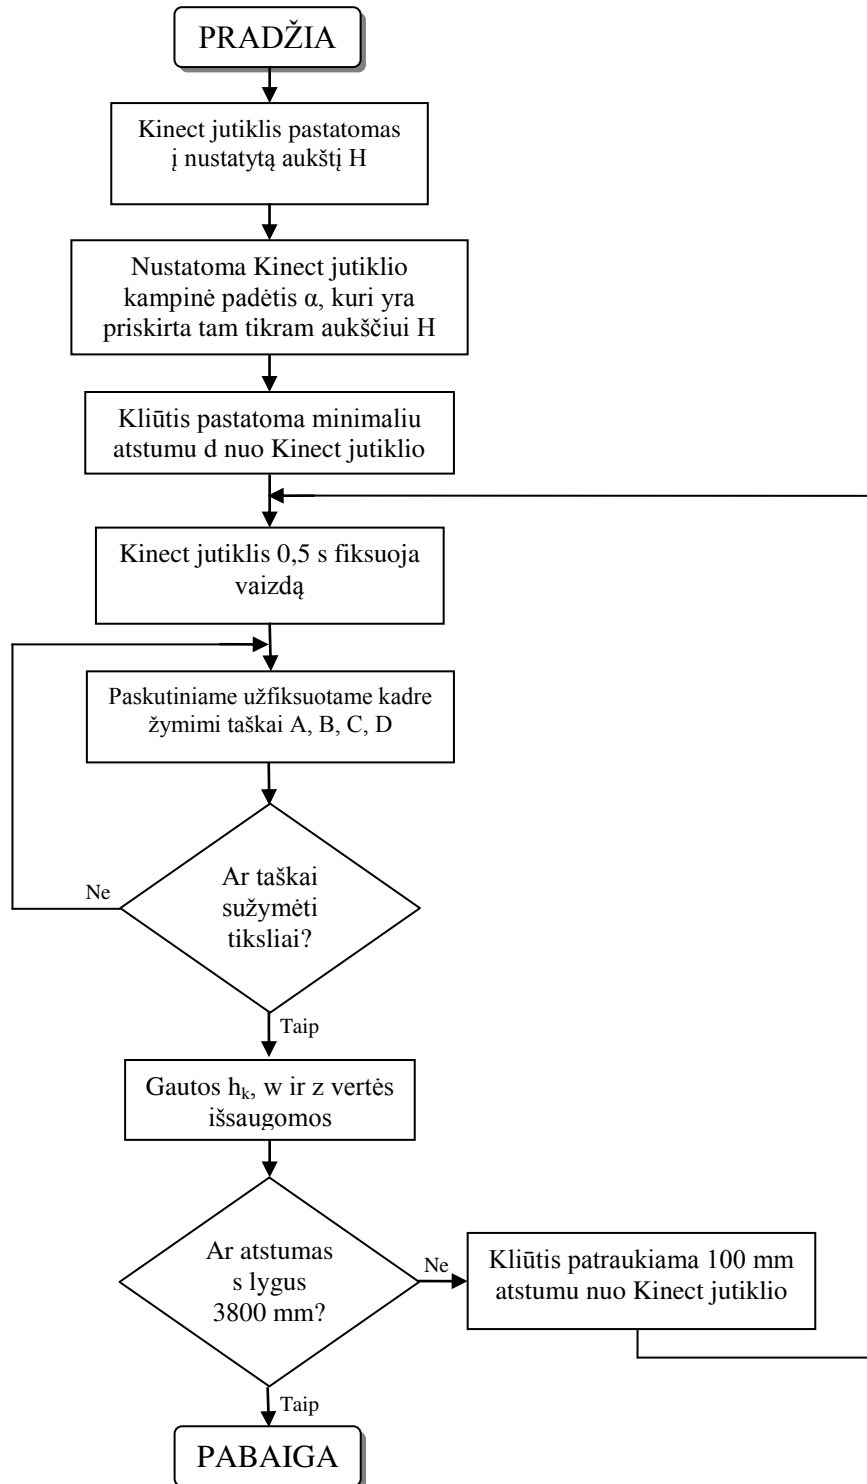 PRADŽIA
Kinect jutiklis pastatomas
į nustatytą aukštį H
Nustatoma Kinect jutiklio
kampinė padėtis α, kuri yra
priskirta tam tikram aukščiui H
Kliūtis pastatoma minimaliu
atstumu d nuo Kinect jutiklio
Kinect jutiklis 0,5 s fiksuoja
vaizdą
Paskutiniame užfiksuotame kadre
žymimi taškai A, B, C, D
Ar taškai
sužymėti
tiksliai?
Ne
Taip
Gautos hₖ, w ir z vertės
išsaugomos
Ar atstumas
s lygus
3800 mm?
Ne
Kliūtis patraukiama 100 mm
atstumu nuo Kinect jutiklio
Taip
PABAIGA